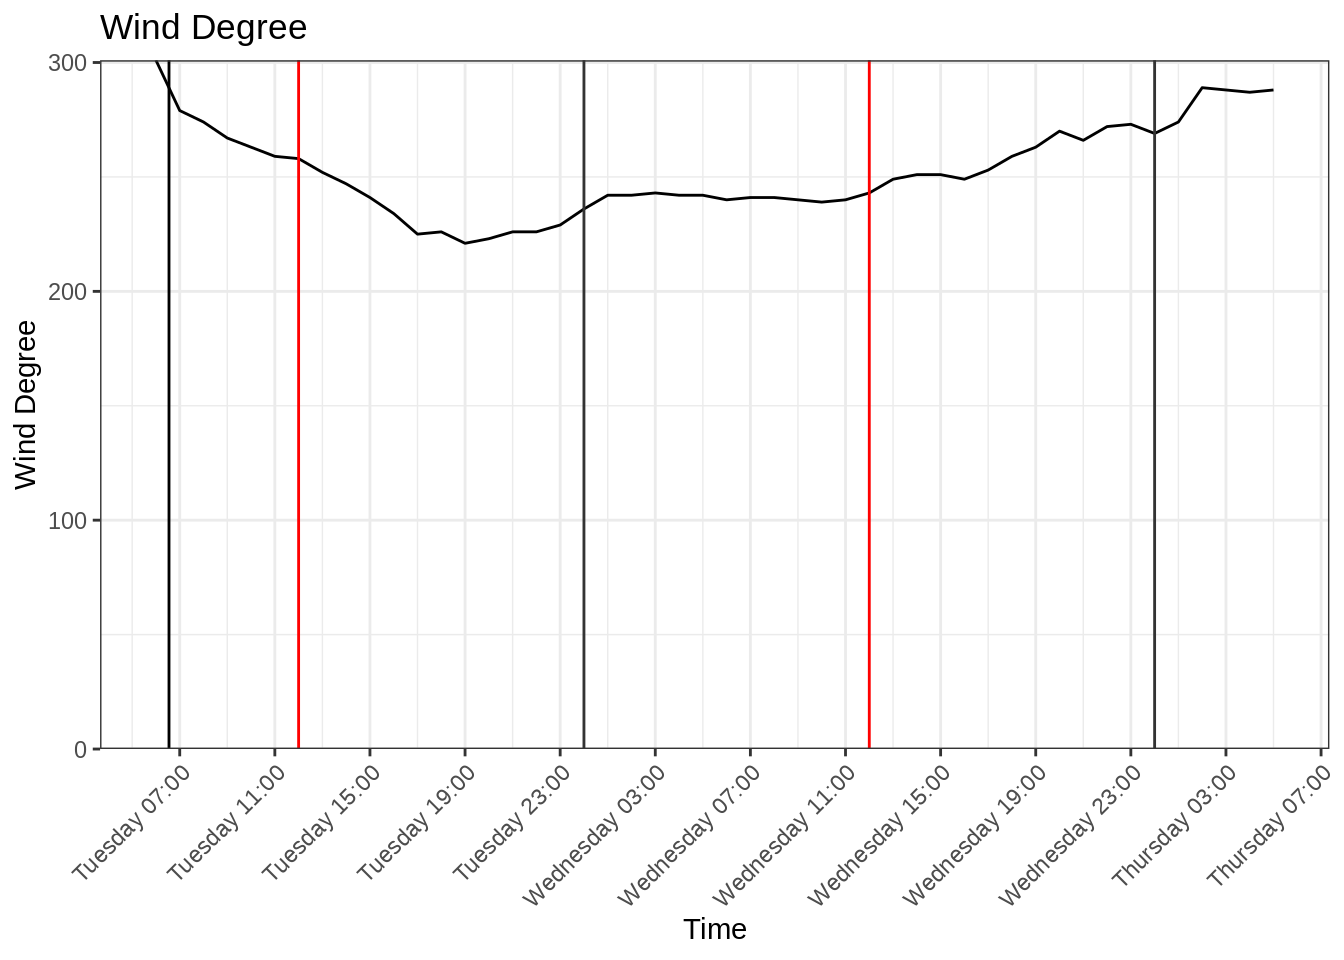 Wind Degree
300
200
100
0
Wind Degree
Tuesday 07:00
Tuesday 11:00
Tuesday 15:00
Tuesday 19:00
Tuesday 23:00
Wednesday 03:00
Wednesday 07:00
Wednesday 11:00
Wednesday 15:00
Wednesday 19:00
Wednesday 23:00
Thursday 03:00
Thursday 07:00
Time